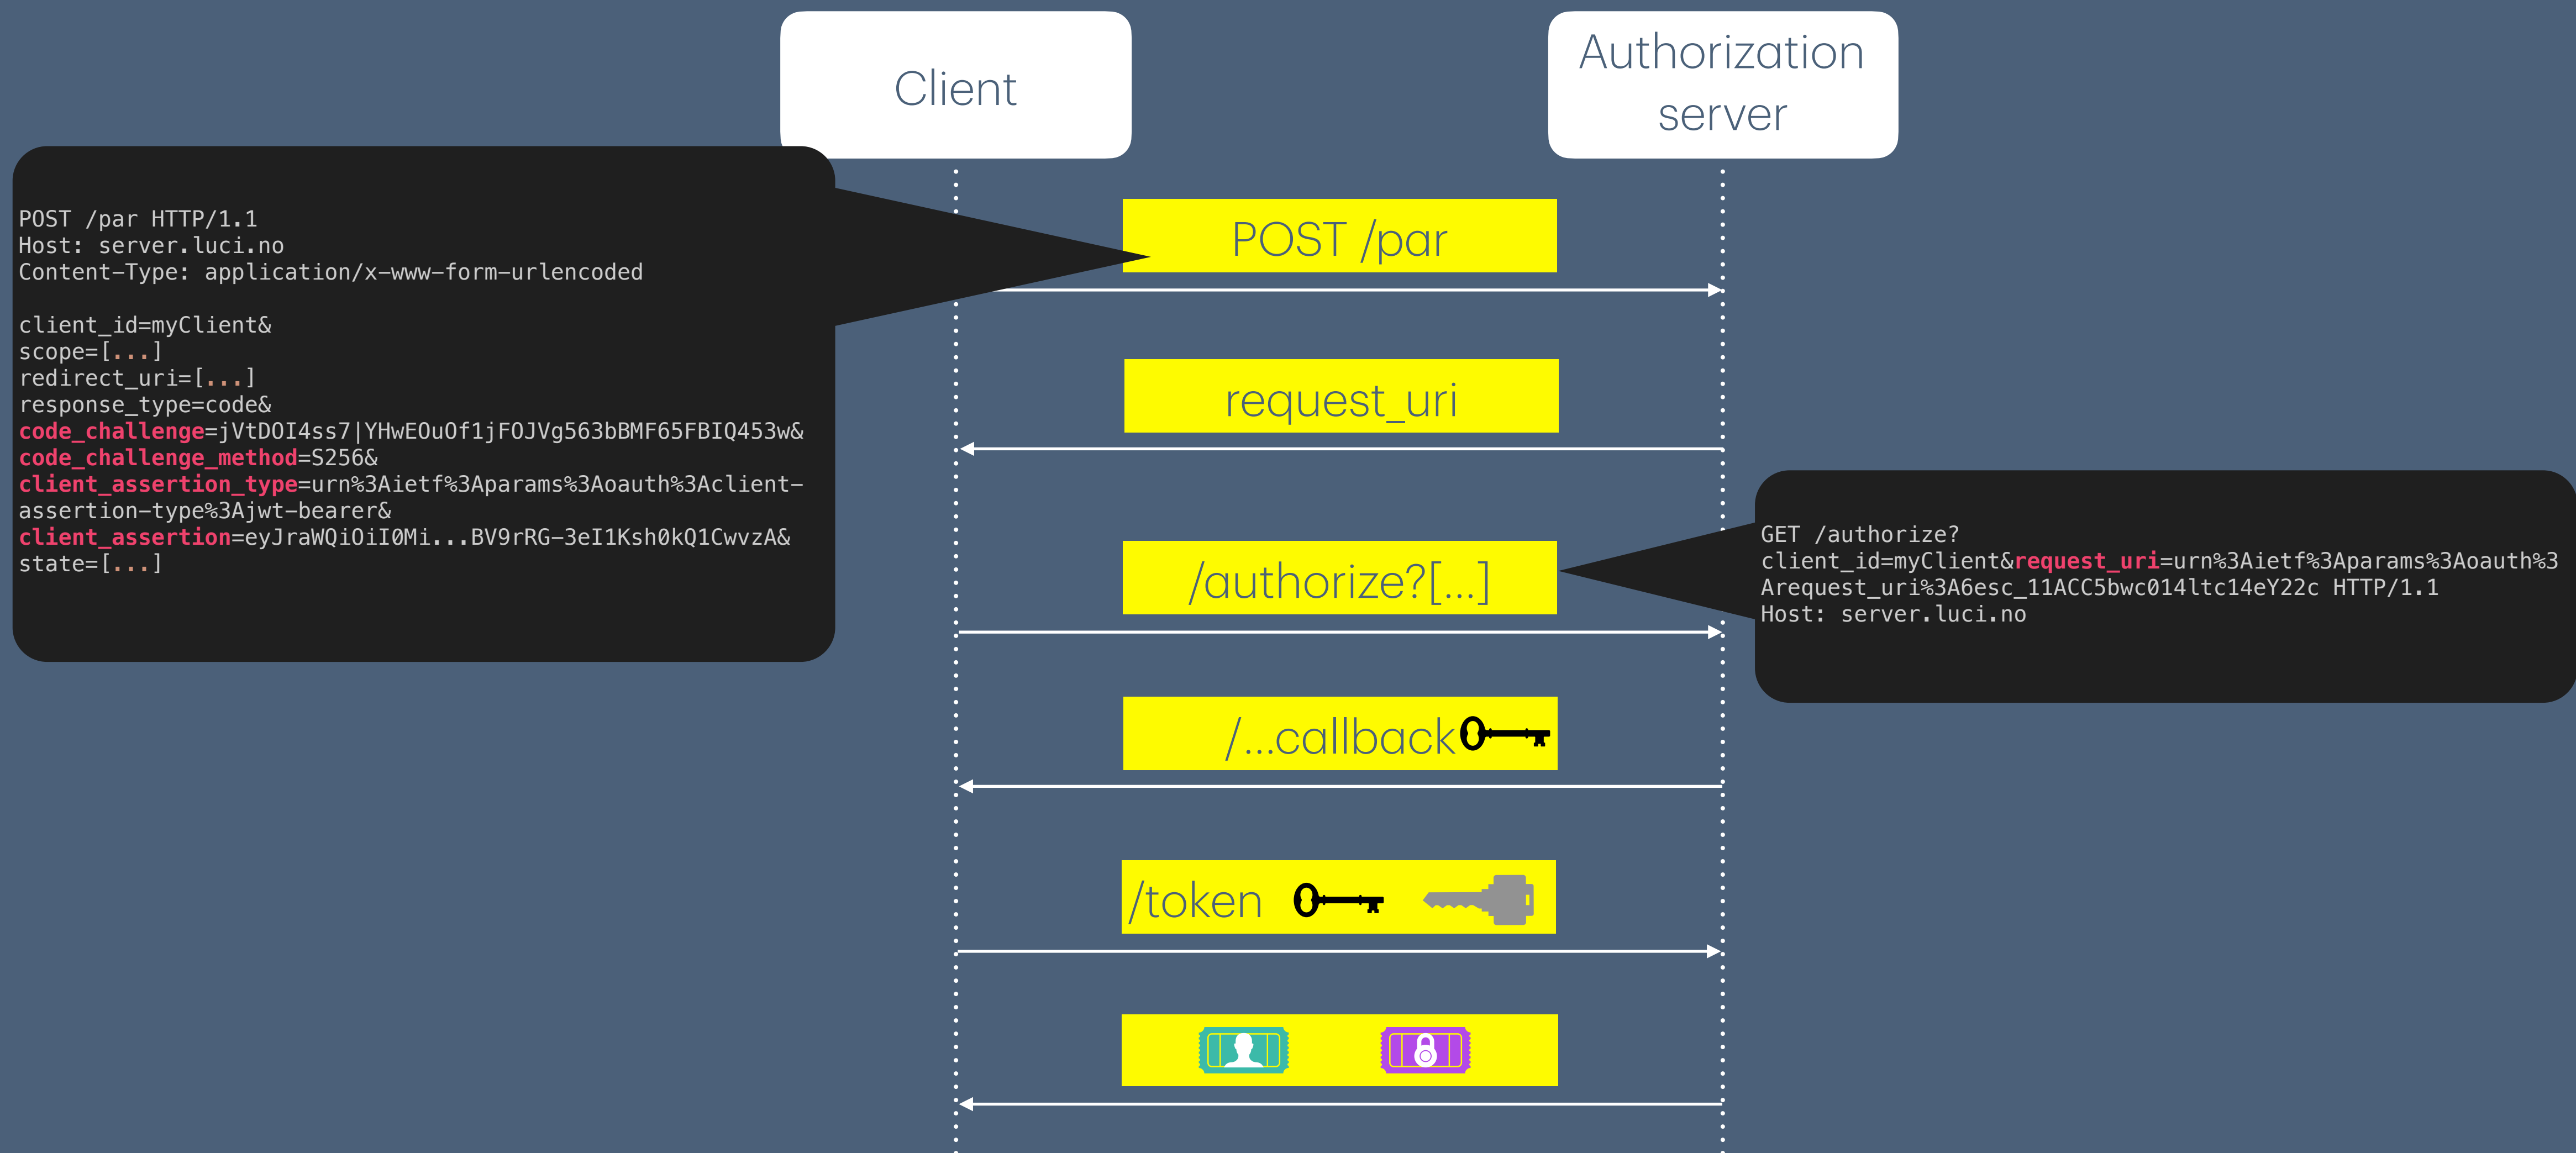 Client
Authorization
server
POST /par HTTP/1.1
Host: server.luci.no
Content-Type: application/x-www-form-urlencoded
client_id=myClient&
scope=[...]
redirect_uri=[...]
response_type=code&
code_challenge=jVtDOI4ss7|YHwEOuOf1jFOJVg563bBMF65FBIQ453w&
code_challenge_method=S256&
client_assertion_type=urn%3Aietf%3Aparams%3Aoauth%3Aclient-
assertion-type%3Ajwt-bearer&
client_assertion=eyJraWQiOiI0Mi...BV9rRG-3eI1Ksh0kQ1CwvzA&
state=[...]
POST /par
request_uri
/authorize?[...]
GET /authorize?
client_id=myClient&request_uri=urn%3Aietf%3Aparams%3Aoauth%3
Arequest_uri%3A6esc_11ACC5bwc014ltc14eY22c HTTP/1.1
Host: server.luci.no
/...callback
/token